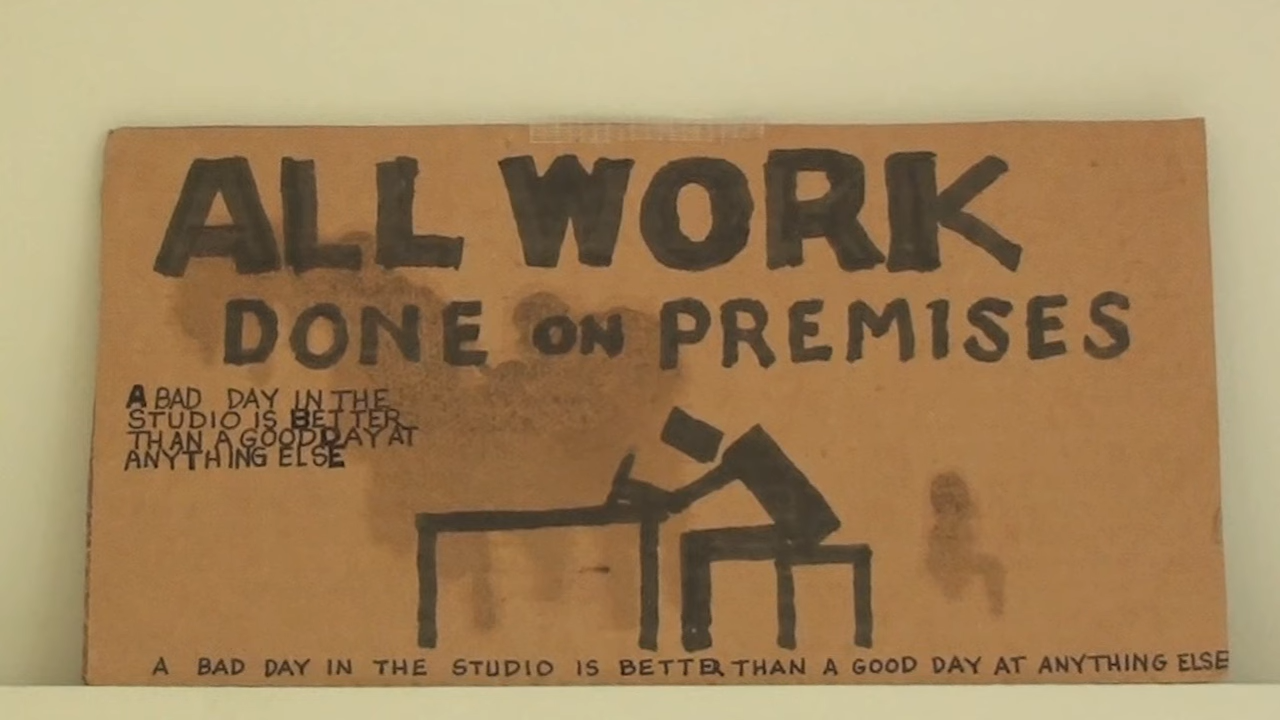 ALL WORK
DONE ON PREMISES
A BAD DAY IN THE
STUDIO IS BETTER
THAN A GOOD DAY AT
ANYTHING ELSE
A BAD DAY IN THE STUDIO IS BETTER THAN A GOOD DAY AT ANYTHING ELSE